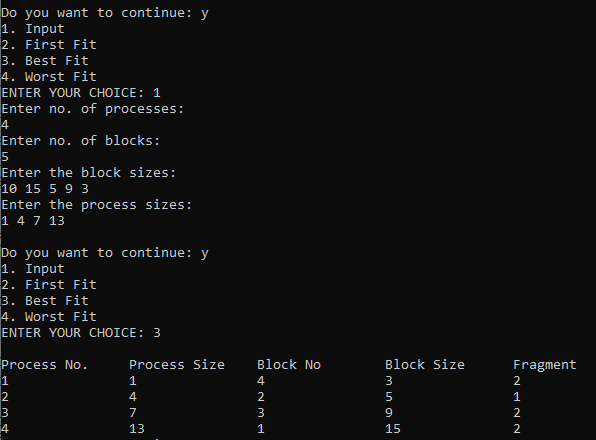 Do you want to continue: y
1. Input
2. First Fit
3. Best Fit
4. Worst Fit
ENTER YOUR CHOICE: 1
Enter no. of processes:
4
Enter no. of blocks:
5
Enter the block sizes:
10 15 5 9 3
Enter the process sizes:
1 4 7 13
Do you want to continue: y
1. Input
2. First Fit
3. Best Fit
4. Worst Fit
ENTER YOUR CHOICE: 3
Process No. Process Size Block No Block Size Fragment
1 1 4 3 2
2 4 2 5 1
3 7 3 9 2
4 13 1 15 2